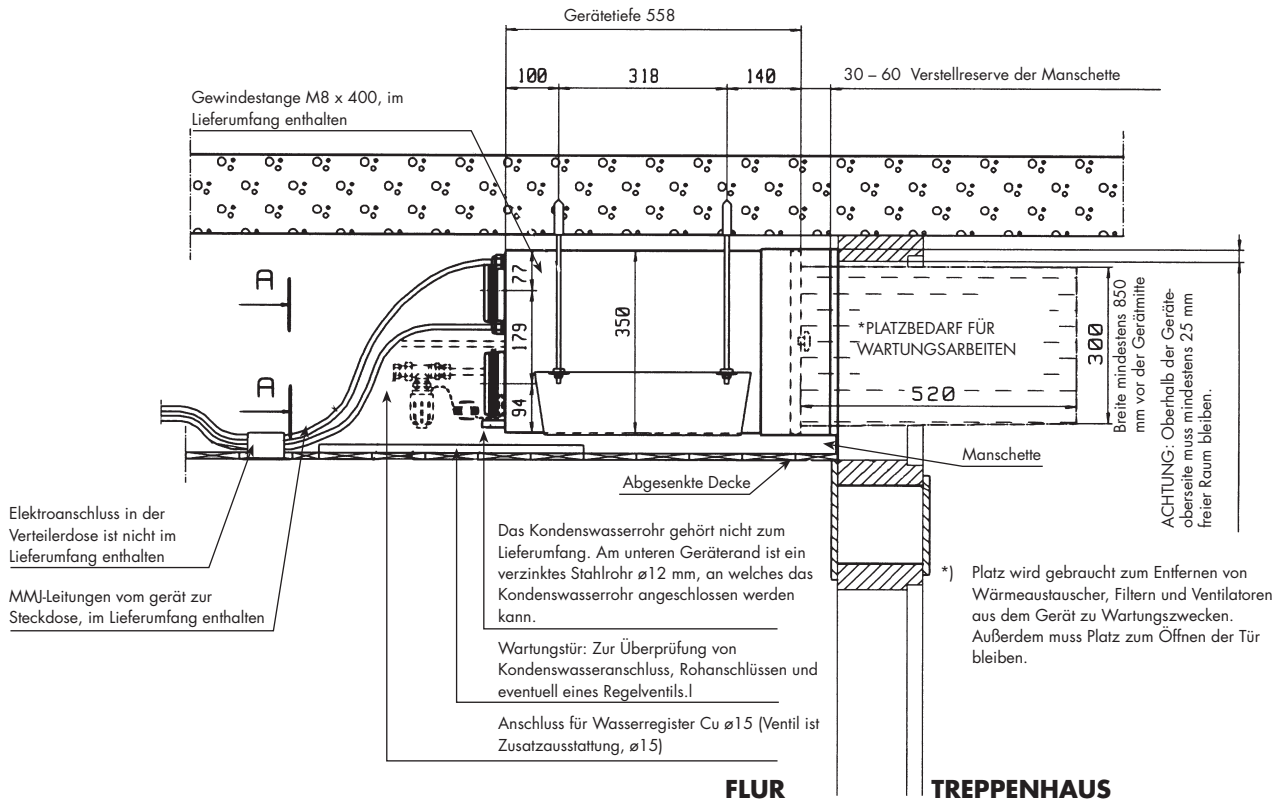 Gerätetiefe 558
100
318
140
30 – 60 Verstellreserve der Manschette
Gewindestange M8 x 400, im
Lieferumfang enthalten
A
A
77
179
94
350
*PLATZBEDARF FÜR
WARTUNGSARBEITEN
520
300
Breite mindestens 850
mm vor der Gerätmitte
ACHTUNG: Oberhalb der Geräte-
oberseite muss mindestens 25 mm
freier Raum bleiben.
Manschette
Abgesenkte Decke
Elektroanschluss in der
Verteilerdose ist nicht im
Lieferumfang enthalten
MMJ-Leitungen vom gerät zur
Steckdose, im Lieferumfang enthalten
Das Kondenswasserrohr gehört nicht zum
Lieferumfang. Am unteren Geräterand ist ein
verzinktes Stahlrohr ø12 mm, an welches das
Kondenswasserrohr angeschlossen werden
kann.
Wartungstür: Zur Überprüfung von
Kondenswasseranschluss, Rohanschlüssen und
eventuell eines Regelventils.l
Anschluss für Wasserregister Cu ø15 (Ventil ist
Zusatzausstattung, ø15)
*) Platz wird gebraucht zum Entfernen von
Wärmeaustauscher, Filtern und Ventilatoren
aus dem Gerät zu Wartungszwecken.
Außerdem muss Platz zum Öffnen der Tür
bleiben.
FLUR
TREPPENHAUS